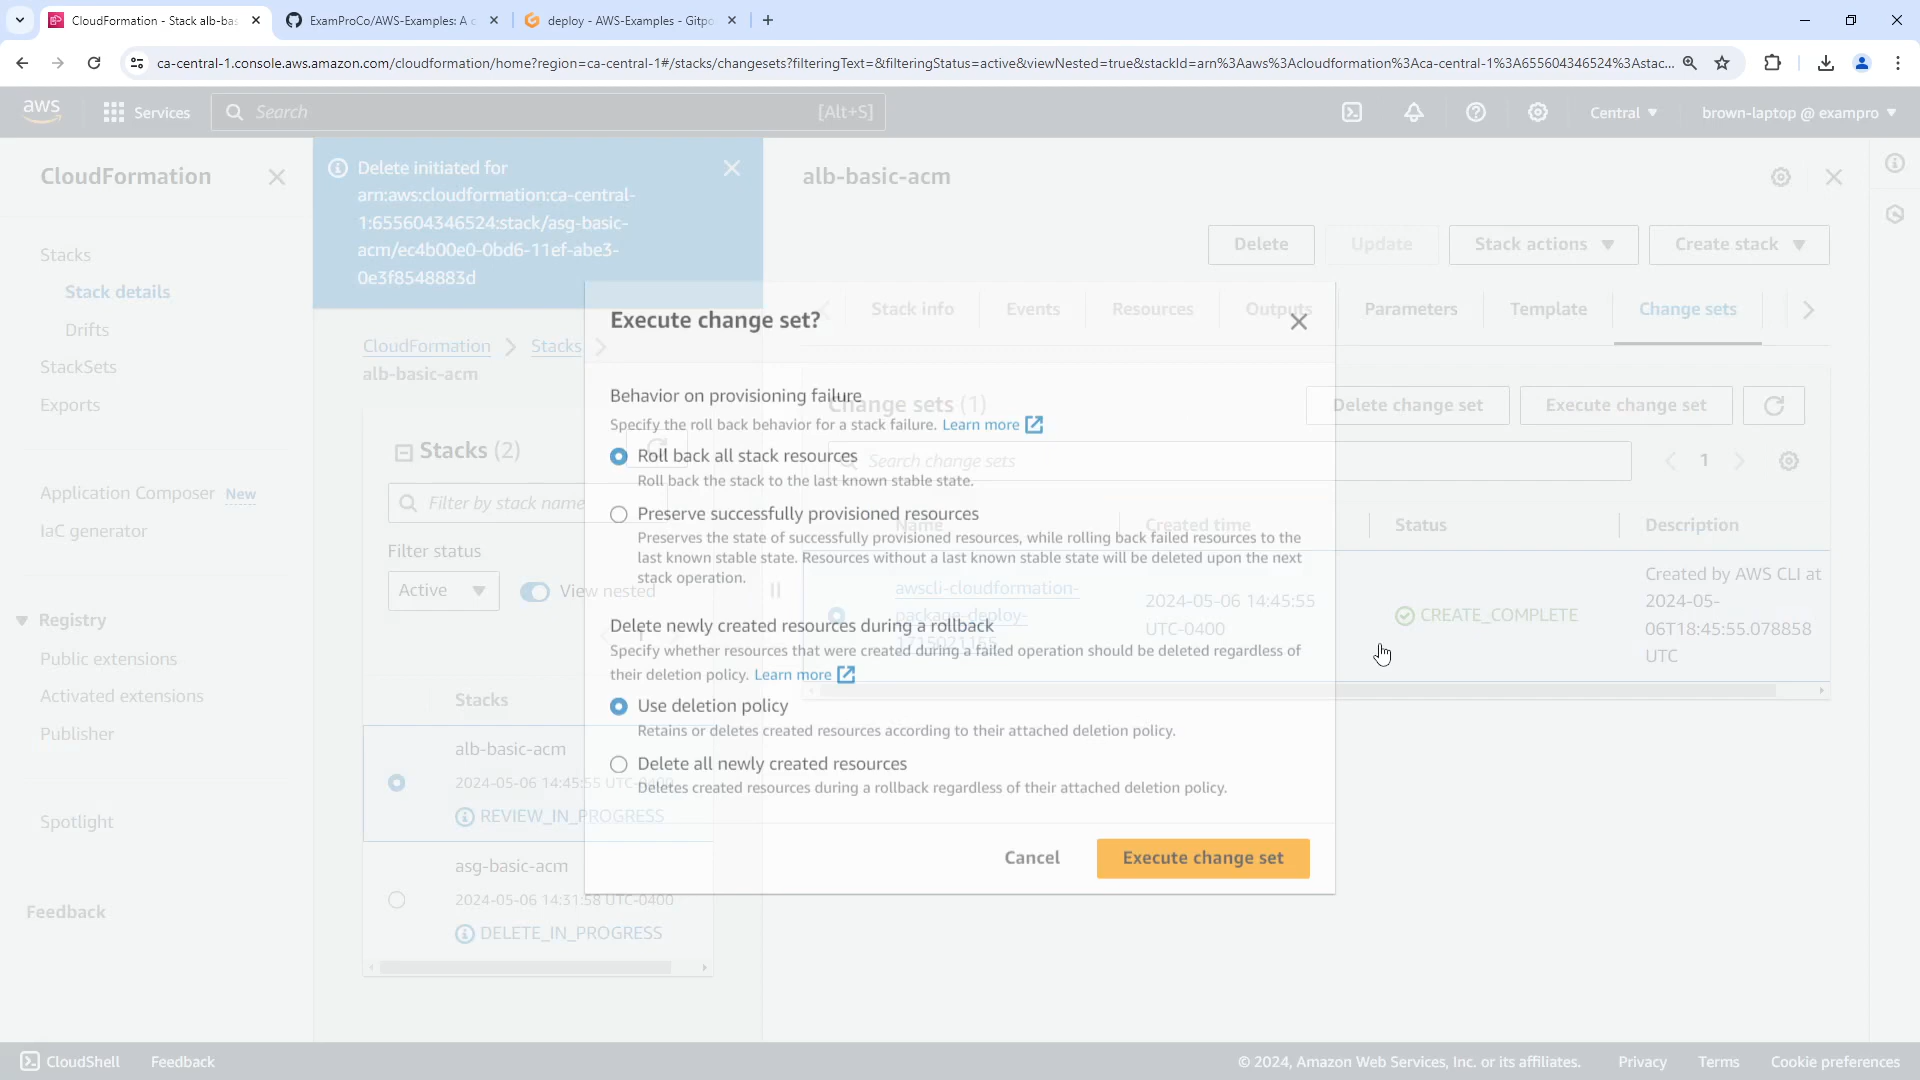 CloudFormation - Stack alb-bas
ExamProCo/AWS-Examples: A c
deploy - AWS-Examples - Gitpo
ca-central-1.console.aws.amazon.com/cloudformation/home?region=ca-central-1#/stacks/changesets?filteringText=&filteringStatus=active&viewNested=true&stackId=arn%3Aaws%3Acloudformation%3Aca-central-1%3A655604346524%3Astac...
aws
Services
Search
[Alt+S]
Central
brown-laptop @ exampro
CloudFormation
Stacks
Stack details
Drifts
StackSets
Exports
Application Composer New
IaC generator
Registry
Public extensions
Activated extensions
Publisher
Spotlight
Feedback
Delete initiated for
arn:aws:cloudformation:ca-central-
1:655604346524:stack/asg-basic-
acm/ec4b00e0-0bd6-11ef-abe3-
0e3f8548883d
CloudFormation
Stacks
alb-basic-acm
Stacks (2)
Filter by stack name
Filter status
Active
View nested
1
Stacks
alb-basic-acm
2024-05-06 14:45:55 UTC-0400
REVIEW_IN_PROGRESS
asg-basic-acm
2024-05-06 14:31:58 UTC-0400
DELETE_IN_PROGRESS
alb-basic-acm
Delete
Update
Stack actions
Create stack
Stack info
Events
Resources
Outputs
Parameters
Template
Change sets
Change sets (1)
Delete change set
Execute change set
Search change sets
1
Name
Created time
Status
Description
awscli-cloudformation-
package-deploy-
1715021155
2024-05-06 14:45:55
UTC-0400
CREATE_COMPLETE
Created by AWS CLI at
2024-05-
06T18:45:55.078858
UTC
Execute change set?
Behavior on provisioning failure
Specify the roll back behavior for a stack failure. Learn more
Roll back all stack resources
Roll back the stack to the last known stable state.
Preserve successfully provisioned resources
Preserves the state of successfully provisioned resources, while rolling back failed resources to the
last known stable state. Resources without a last known stable state will be deleted upon the next
stack operation.
Delete newly created resources during a rollback
Specify whether resources that were created during a failed operation should be deleted regardless of
their deletion policy. Learn more
Use deletion policy
Retains or deletes created resources according to their attached deletion policy.
Delete all newly created resources
Deletes created resources during a rollback regardless of their attached deletion policy.
Cancel
Execute change set
CloudShell
Feedback
© 2024, Amazon Web Services, Inc. or its affiliates.
Privacy
Terms
Cookie preferences